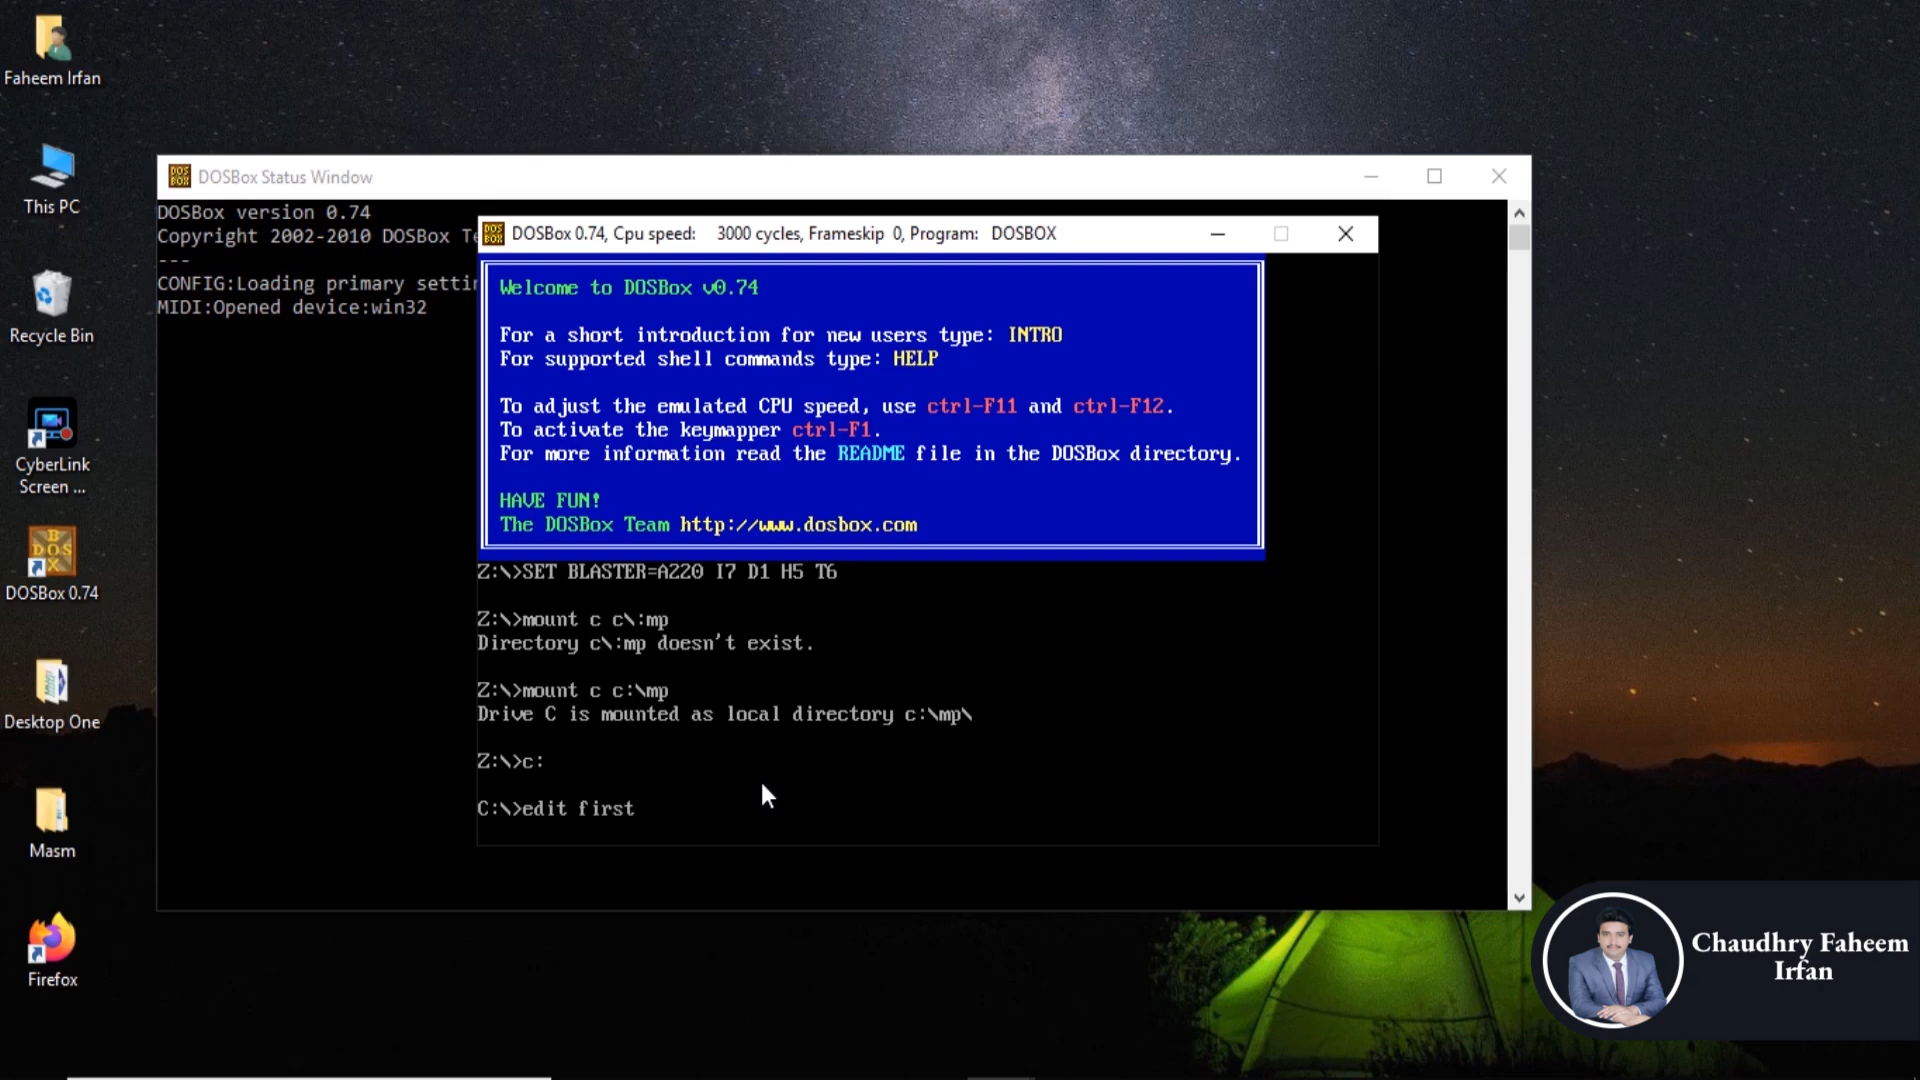 Faheem Irfan
This PC
Recycle Bin
CyberLink
Screen ...
DOSBox 0.74
Desktop One
Masm
Firefox
DOSBox Status Window
DOSBox version 0.74
Copyright 2002-2010 DOSBox Te
---
CONFIG:Loading primary settin
MIDI:Opened device:win32
DOSBox 0.74, Cpu speed: 3000 cycles, Frameskip 0, Program: DOSBOX
Welcome to DOSBox v0.74
For a short introduction for new users type: INTRO
For supported shell commands type: HELP
To adjust the emulated CPU speed, use ctrl-F11 and ctrl-F12.
To activate the keymapper ctrl-F1.
For more information read the README file in the DOSBox directory.
HAVE FUN!
The DOSBox Team http://www.dosbox.com
Z:\>SET BLASTER=A220 I7 D1 H5 T6
Z:\>mount c c\:mp
Directory c\:mp doesn't exist.
Z:\>mount c c:\mp
Drive C is mounted as local directory c:\mp\
Z:\>c:
C:\>edit first
Chaudhry Faheem
Irfan